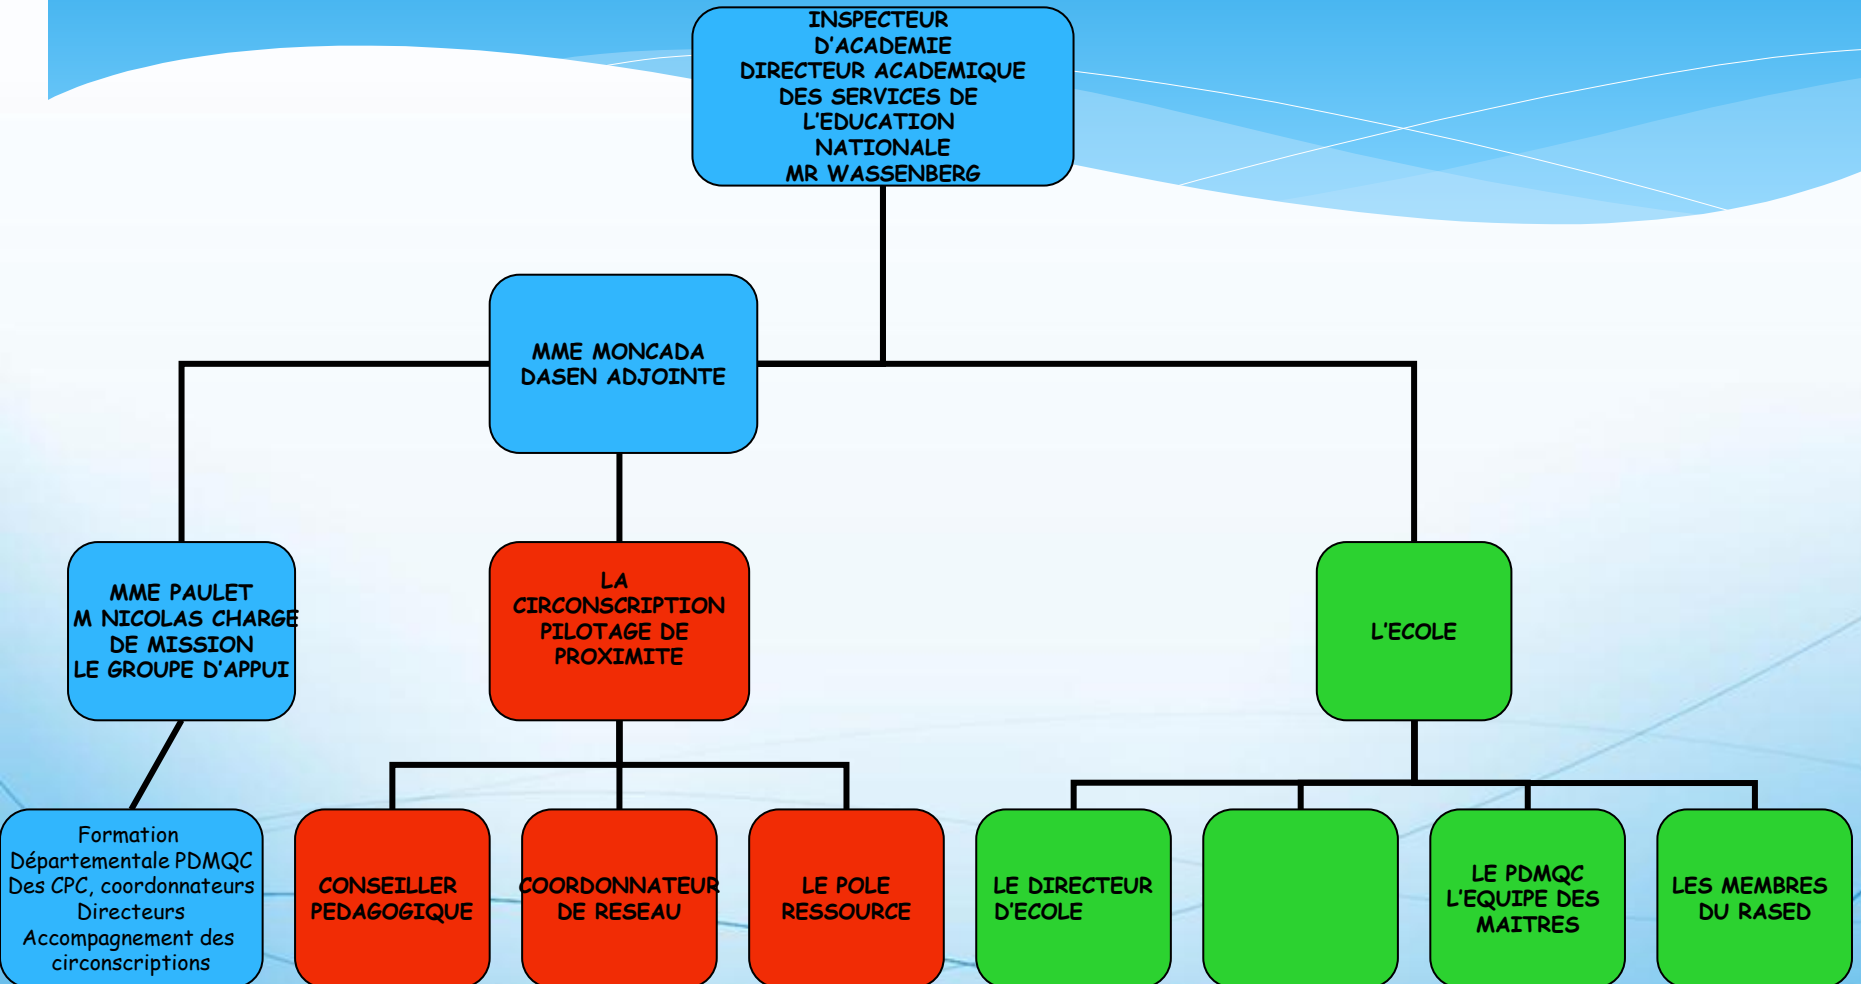 INSPECTEUR
D'ACADEMIE
DIRECTEUR ACADEMIQUE
DES SERVICES DE
L'EDUCATION
NATIONALE
MR WASSENBERG
MME MONCADA
DASEN ADJOINTE
MME PAULET
M NICOLAS CHARGE
DE MISSION
LE GROUPE D'APPUI
LA
CIRCONSCRIPTION
PILOTAGE DE
PROXIMITE
L'ECOLE
Formation
Départementale PDMQC
Des CPC, coordonnateurs
Directeurs
Accompagnement des
circonscriptions
CONSEILLER
PEDAGOGIQUE
COORDONNATEUR
DE RESEAU
LE POLE
RESSOURCE
LE DIRECTEUR
D'ECOLE
LE PDMQC
L'EQUIPE DES
MAITRES
LES MEMBRES
DU RASED